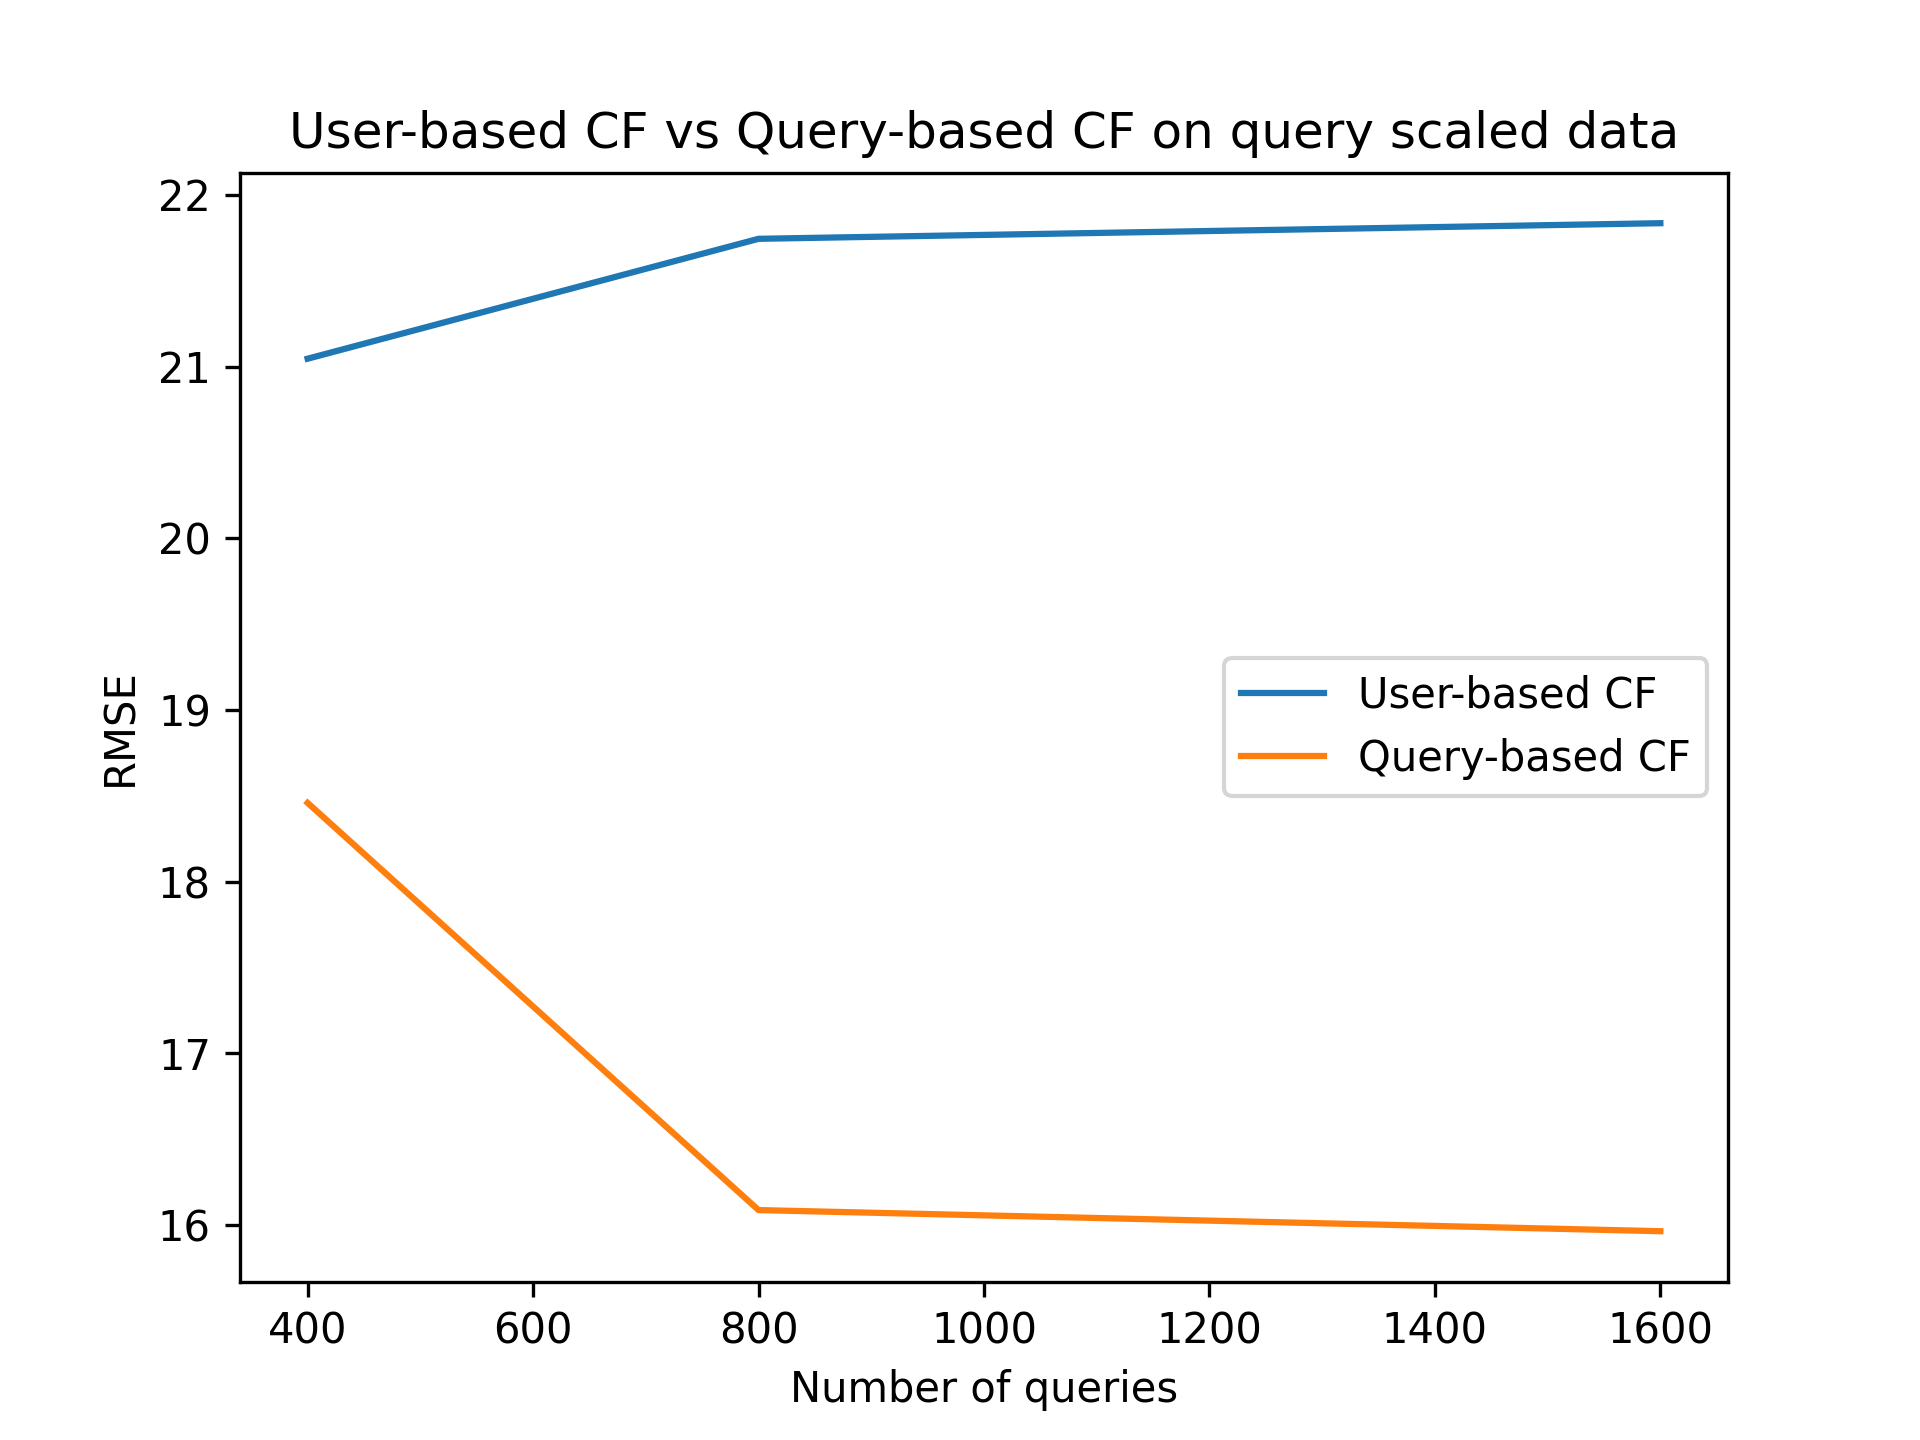 User-based CF vs Query-based CF on query scaled data
22
21
20
19
18
17
16
RMSE
User-based CF
Query-based CF
400 600 800 1000 1200 1400 1600
Number of queries